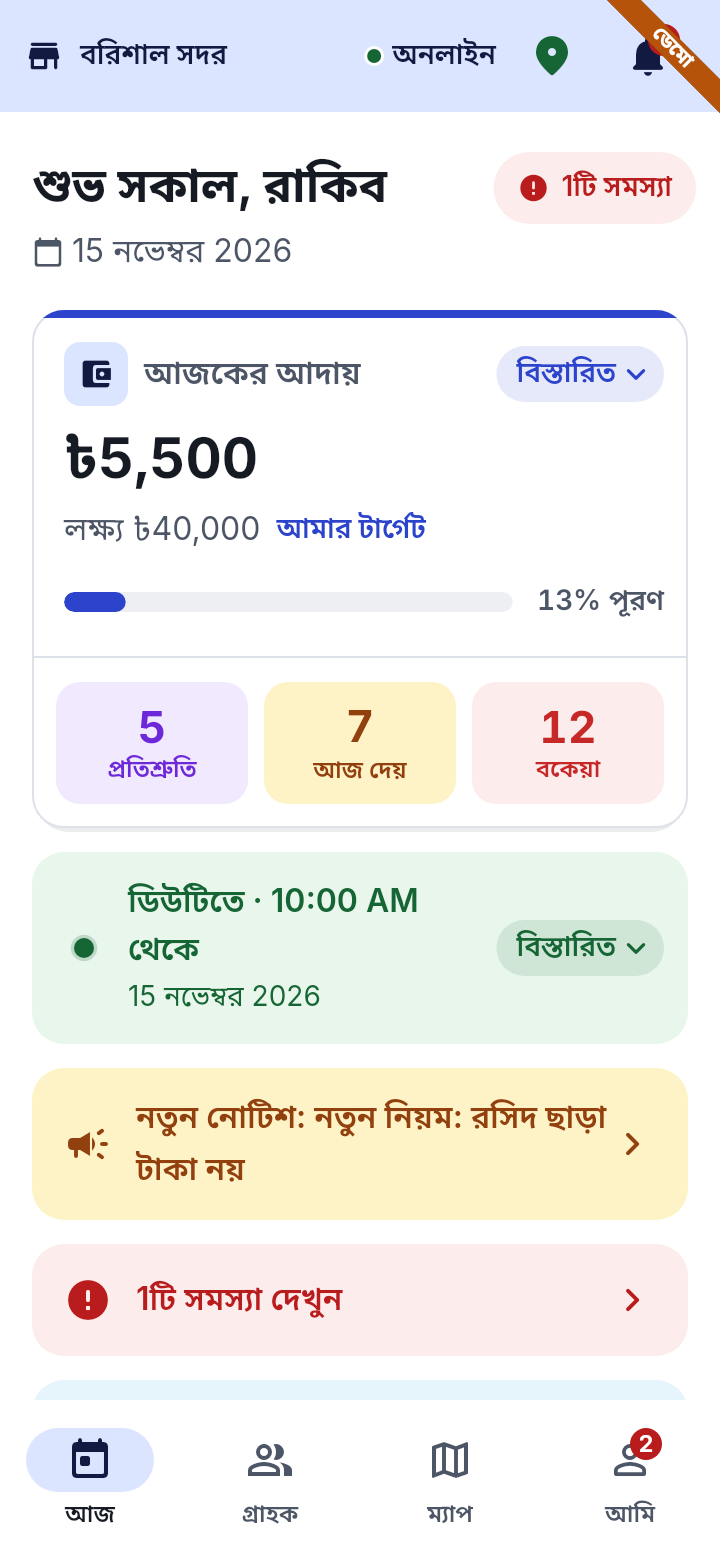 বরিশাল সদর
অনলাইন
ডেমো
শুভ সকাল, রাকিব
1টি সমস্যা
15 নভেম্বর 2026
আজকের আদায়
বিস্তারিত
৳5,500
লক্ষ্য ৳40,000 আমার টার্গেট
13% পূরণ
5
প্রতিশ্রুতি
7
আজ দেয়
12
বকেয়া
ডিউটিতে · 10:00 AM
থেকে
15 নভেম্বর 2026
বিস্তারিত
নতুন নোটিশ: নতুন নিয়ম: রসিদ ছাড়া
টাকা নয়
1টি সমস্যা দেখুন
আজ
গ্রাহক
ম্যাপ
2
আমি